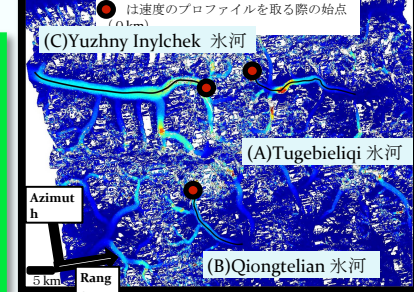 は速度のプロファイルを取る際の始点
(０km)
(C)Yuzhny Inylchek 氷河
(A)Tugebieliqi 氷河
Azimut
h
(B)Qiongtelian 氷河
5 km
Rang